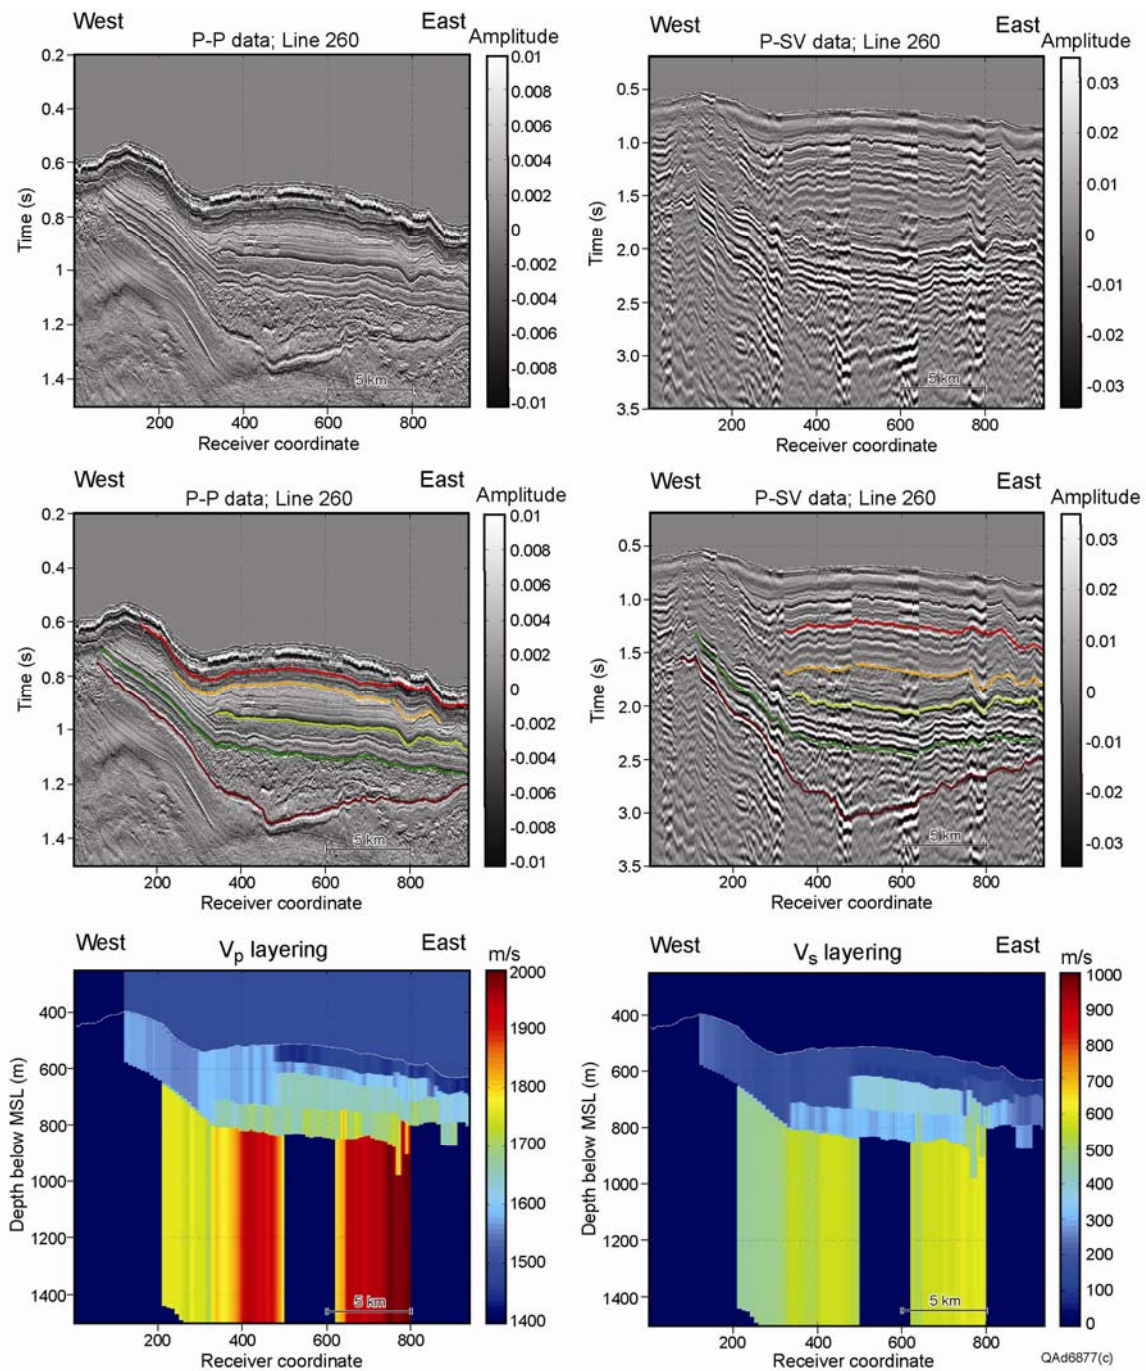 West East
P-P data; Line 260
Amplitude
0.2
0.4
0.6
0.8
1
1.2
1.4
Time (s)
0.01
0.008
0.006
0.004
0.002
0
-0.002
-0.004
-0.006
-0.008
-0.01
5 km
200 400 600 800
Receiver coordinate
West East
P-SV data; Line 260
Amplitude
0.5
1.0
1.5
2.0
2.5
3.0
3.5
Time (s)
0.03
0.02
0.01
0
-0.01
-0.02
-0.03
5 km
200 400 600 800
Receiver coordinate
West East
P-P data; Line 260
Amplitude
0.2
0.4
0.6
0.8
1
1.2
1.4
Time (s)
0.01
0.008
0.006
0.004
0.002
0
-0.002
-0.004
-0.006
-0.008
-0.01
5 km
200 400 600 800
Receiver coordinate
West East
P-SV data; Line 260
Amplitude
0.5
1.0
1.5
2.0
2.5
3.0
3.5
Time (s)
0.03
0.02
0.01
0
-0.01
-0.02
-0.03
5 km
200 400 600 800
Receiver coordinate
West East
Vp layering
m/s
400
600
800
1000
1200
1400
Depth below MSL (m)
2000
1900
1800
1700
1600
1500
1400
5 km
200 400 600 800
Receiver coordinate
West East
Vs layering
m/s
400
600
800
1000
1200
1400
Depth below MSL (m)
1000
900
800
700
600
500
400
300
200
100
0
5 km
200 400 600 800
Receiver coordinate
QAd6877(c)